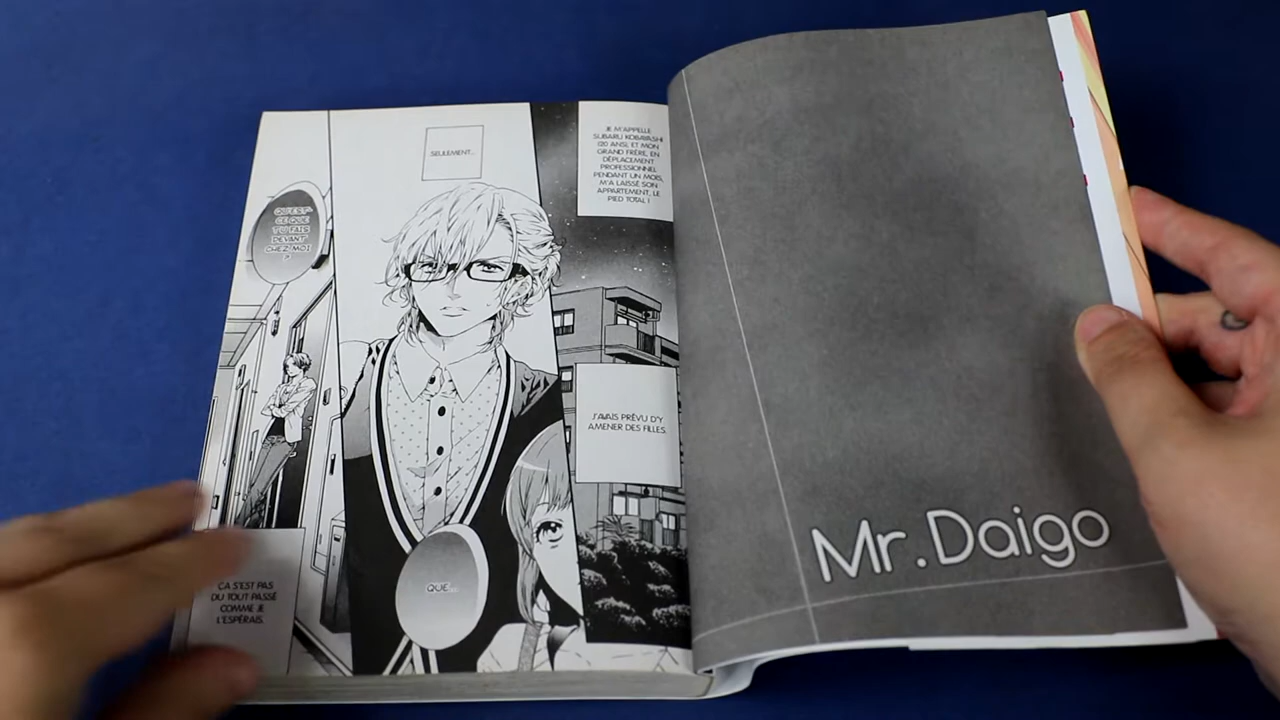 JE M'APPELLE
SUBARU KOBAYASHI
(20 ANS), ET MON
GRAND FRÈRE, EN
DÉPLACEMENT
PROFESSIONNEL
PENDANT UN MOIS,
M'A LAISSÉ SON
APPARTEMENT, LE
PIED TOTAL !
J'AVAIS PRÉVU D'Y
AMENER DES FILLES.
SEULEMENT...
QUE...
QU'EST-
CE QUE
TU FAIS
DEVANT
CHEZ MOI
?
ÇA S'EST PAS
DU TOUT PASSÉ
COMME JE
L'ESPÉRAIS.
Mr. Daigo